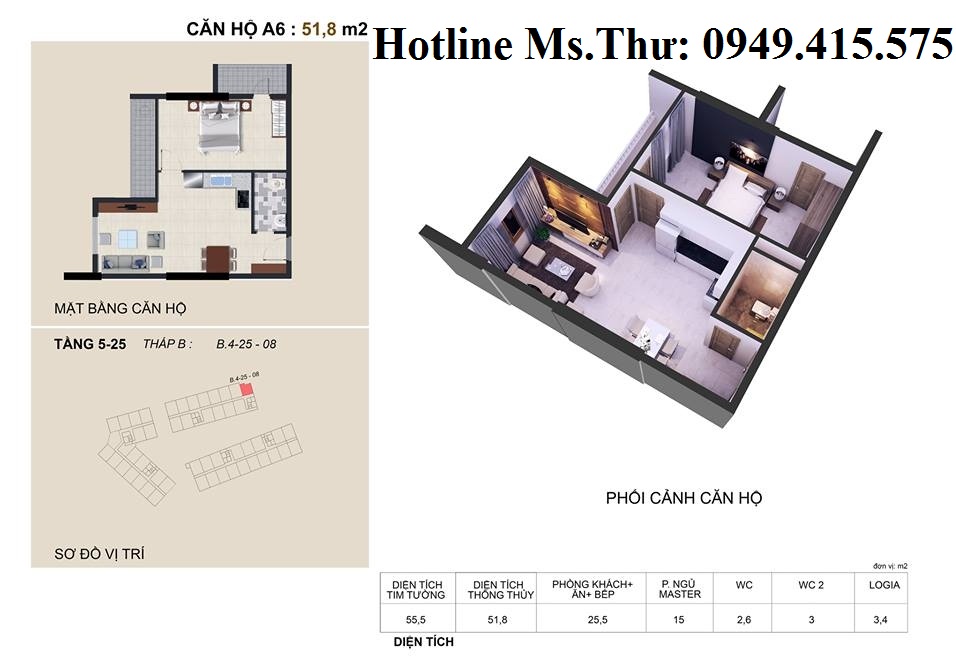 CĂN HỘ A6 : 51,8 m2
Hotline Ms.Thư: 0949.415.575
MẶT BẰNG CĂN HỘ
TẦNG 5-25 THÁP B : B.4-25 - 08
B.4-25 - 08
SƠ ĐỒ VỊ TRÍ
PHỐI CẢNH CĂN HỘ
đơn vị: m2
DIỆN TÍCH TIM TƯỜNG
DIỆN TÍCH THÔNG THỦY
PHÒNG KHÁCH+ ĂN+ BẾP
P. NGỦ MASTER
WC
WC 2
LOGIA
55,5 51,8 25,5 15 2,6 3 3,4
DIỆN TÍCH